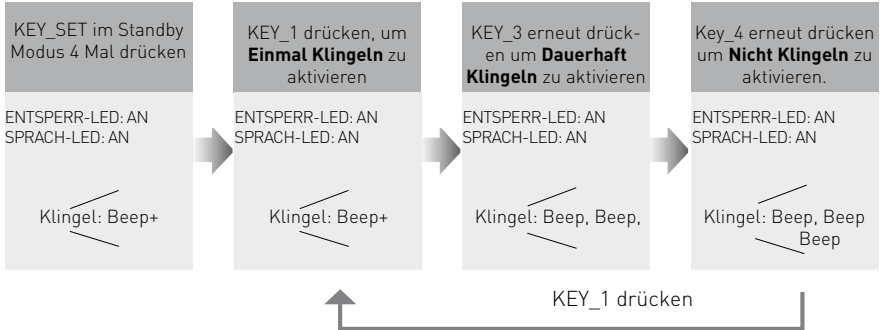 KEY_SET im Standby
Modus 4 Mal drücken
KEY_1 drücken, um
Einmal Klingeln zu
aktivieren
KEY_3 erneut drück-
en um Dauerhaft
Klingeln zu aktivieren
Key_4 erneut drücken
um Nicht Klingeln zu
aktivieren.
ENTSPERR-LED: AN
SPRACH-LED: AN
ENTSPERR-LED: AN
SPRACH-LED: AN
ENTSPERR-LED: AN
SPRACH-LED: AN
ENTSPERR-LED: AN
SPRACH-LED: AN
Klingel: Beep+
Klingel: Beep+
Klingel: Beep, Beep,
Klingel: Beep, Beep
Beep
KEY_1 drücken